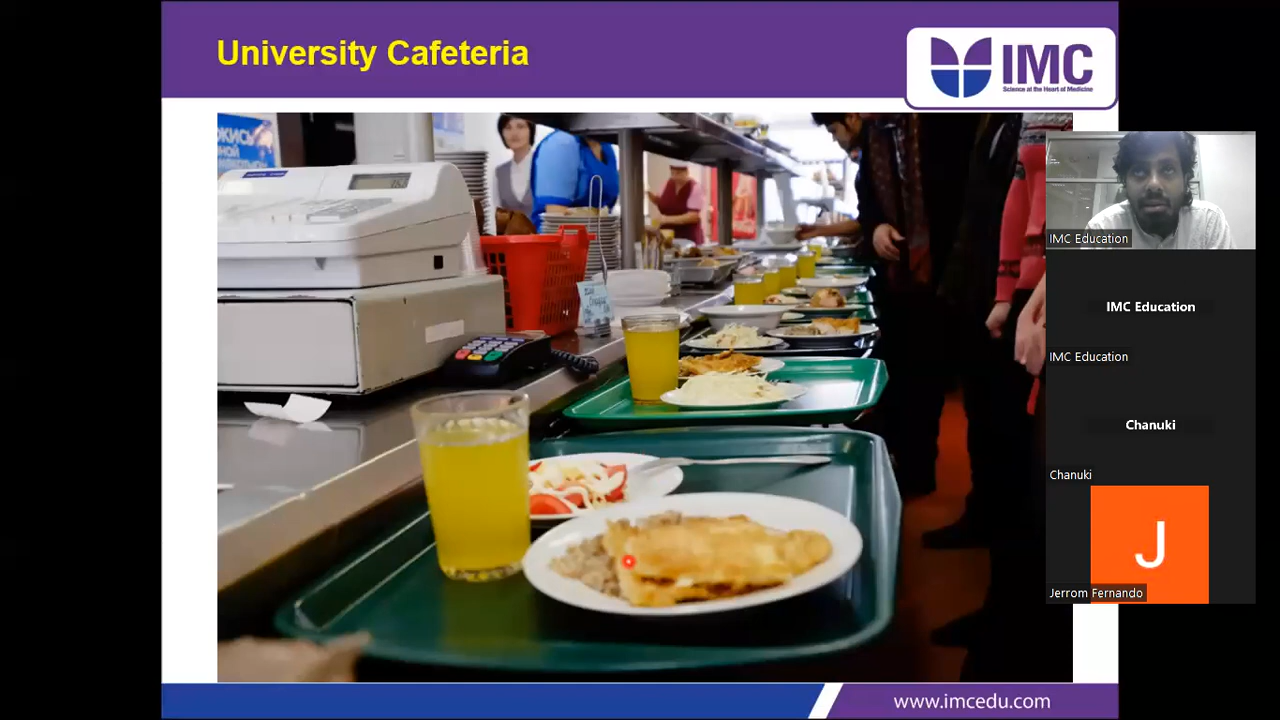 University Cafeteria
IMC
Science at the Heart of Medicine
IMC Education
IMC Education
IMC Education
Chanuki
Chanuki
J
Jerrom Fernando
www.imcedu.com